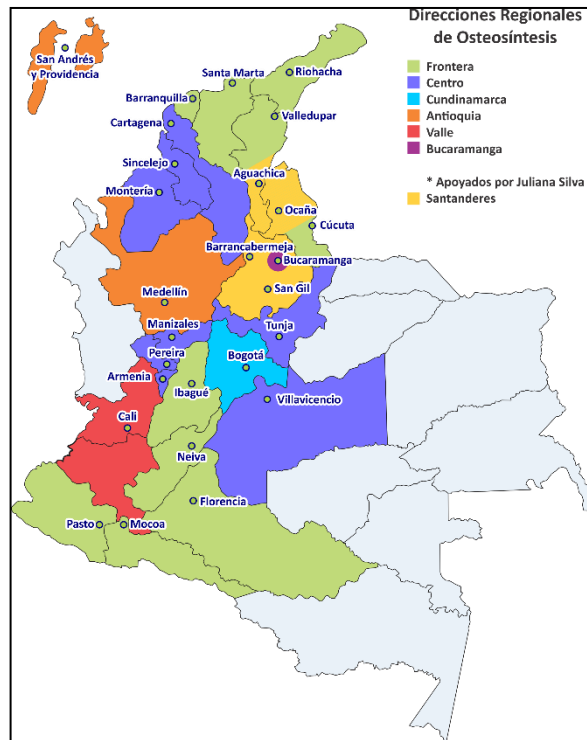 Direcciones Regionales
de Osteosíntesis
Frontera
Centro
Cundinamarca
Antioquia
Valle
Bucaramanga
* Apoyados por Juliana Silva
Santanderes
San Andrés
y Providencia
Santa Marta
Riohacha
Barranquilla
Cartagena
Valledupar
Sincelejo
Aguachica
Montería
Ocaña
Cúcuta
Barrancabermeja
Bucaramanga
San Gil
Medellín
Manizales
Tunja
Pereira
Bogotá
Armenia
Ibagué
Villavicencio
Cali
Neiva
Florencia
Pasto
Mocoa